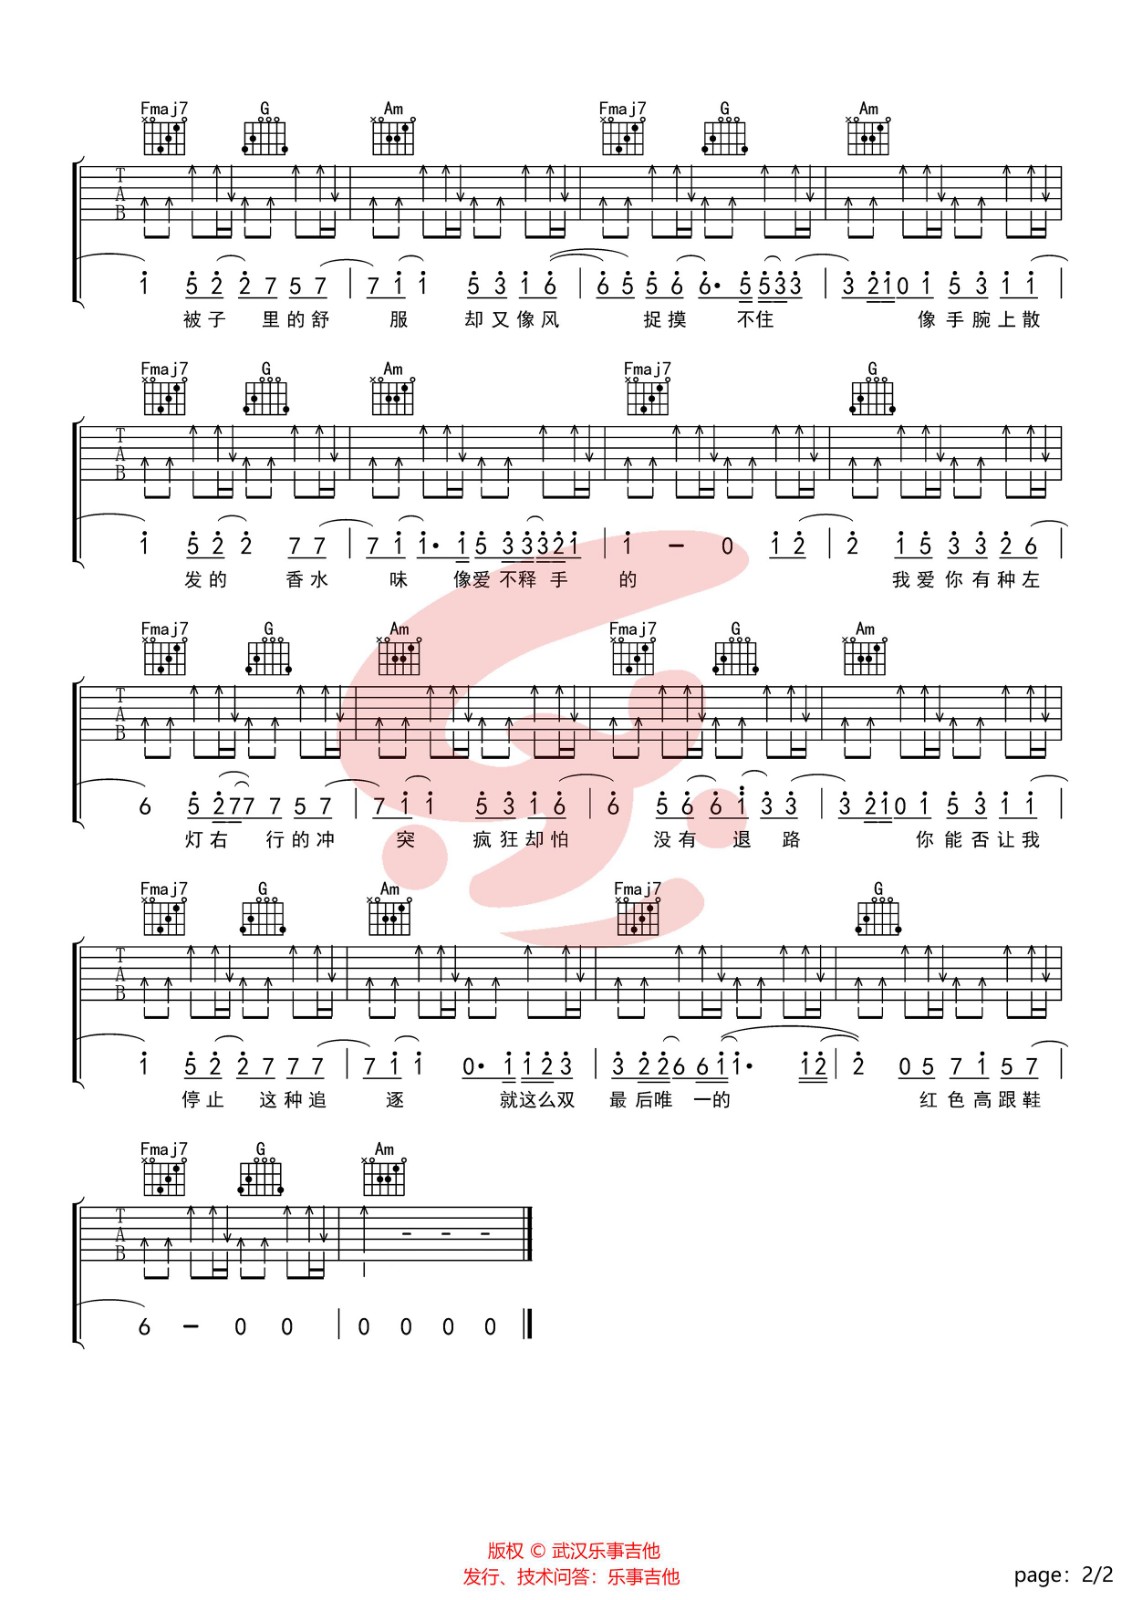 Fmaj7 G Am Fmaj7 G Am
T
A
B
1 5 2 2 7 5 7 | 7 1 1 5 3 1 6 | 6 5 5 6 6· 5 5 3 3 | 3 2 1 0 1 5 3 1 1 |
被子 里的舒 服 却又像风 捉摸 不住 像手腕上散
Fmaj7 G Am Fmaj7 G
T
A
B
1 5 2 2 7 7 | 7 1 1· 1 5 3 3 3 2 1 | 1 - 0 1 2 | 2 1 5 3 3 2 6 |
发的 香水 味 像爱不释手 的 我爱你有种左
Fmaj7 G Am Fmaj7 G Am
T
A
B
6 5 2 7 7 7 5 7 | 7 1 1 5 3 1 6 | 6 5 6 6 1 3 3 | 3 2 1 0 1 5 3 1 1 |
灯右 行的冲 突 疯狂却怕 没有 退 路 你能否让我
Fmaj7 G Am Fmaj7 G
T
A
B
1 5 2 2 7 7 7 | 7 1 1 0· 1 1 2 3 | 3 2 2 6 6 1 1· 1 2 | 2 0 5 7 1 5 7 |
停止 这种追 逐 就这么双 最后唯 一的 红色高跟鞋
Fmaj7 G Am
T
A
B
6 - 0 0 | 0 0 0 0
版权 © 武汉乐事吉他
发行、技术问答：乐事吉他
page：2/2